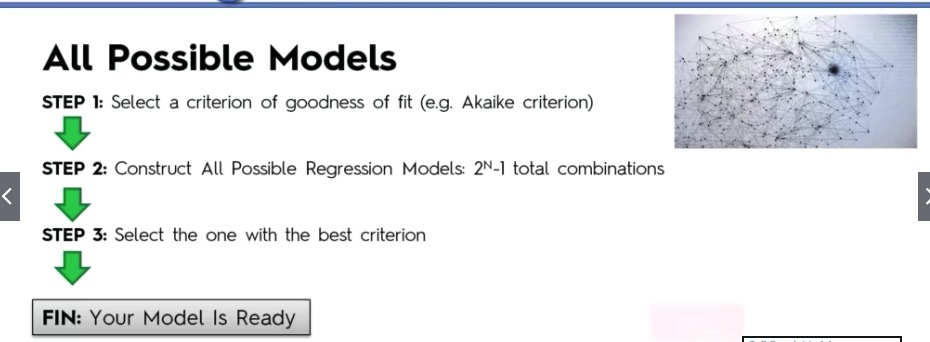 All Possible Models
STEP 1: Select a criterion of goodness of fit (e.g. Akaike criterion)
STEP 2: Construct All Possible Regression Models: 2ᴺ-1 total combinations
STEP 3: Select the one with the best criterion
FIN: Your Model Is Ready